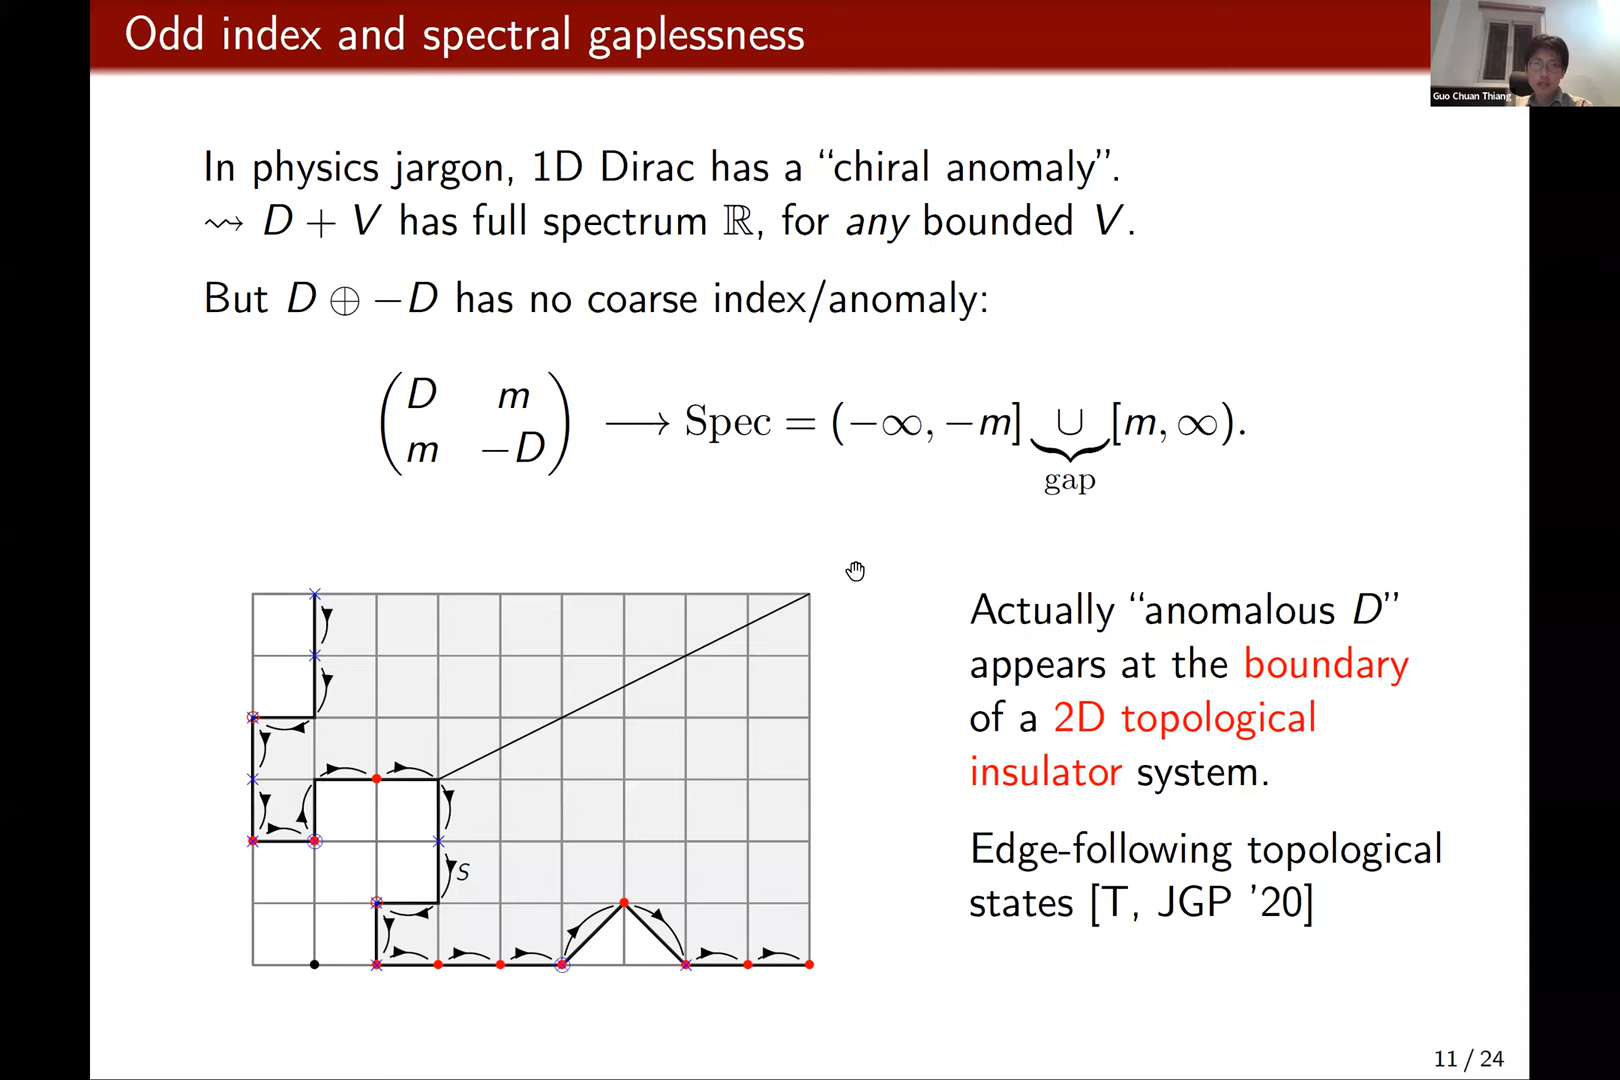 Odd index and spectral gaplessness
Guo Chuan Thiang
In physics jargon, 1D Dirac has a “chiral anomaly”.
⇝ D + V has full spectrum ℝ, for any bounded V.
But D ⊕ −D has no coarse index/anomaly:
( D m
m −D ) ⟶ Spec = (−∞, −m] ∪ [m, ∞).
gap
Actually “anomalous D”
appears at the boundary
of a 2D topological
insulator system.
Edge-following topological
states [T, JGP ’20]
S
11 / 24